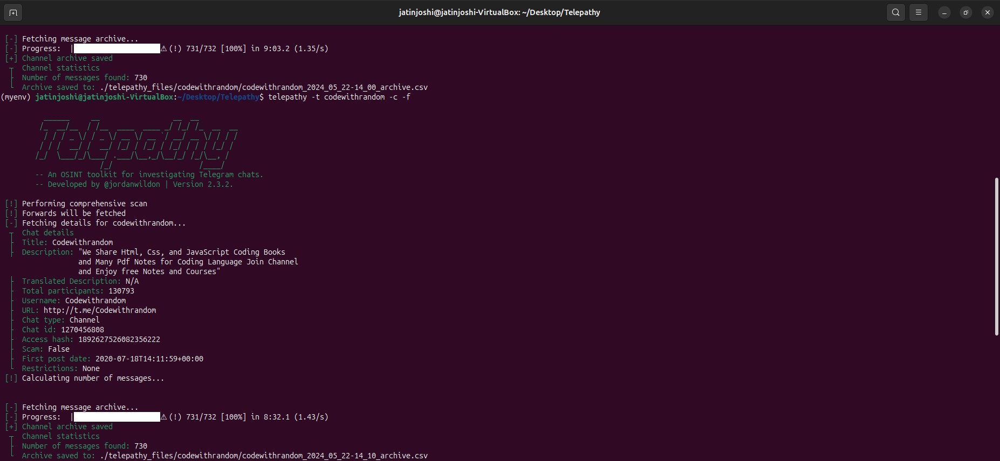 jatinjoshi@jatinjoshi-VirtualBox: ~/Desktop/Telepathy
[-] Fetching message archive...
[-] Progress: | ⚠ (!) 731/732 [100%] in 9:03.2 (1.35/s)
[+] Channel archive saved
Channel statistics
Number of messages found: 730
Archive saved to: ./telepathy_files/codewithrandom/codewithrandom_2024_05_22-14_00_archive.csv
(myenv) jatinjoshi@jatinjoshi-VirtualBox:~/Desktop/Telepathy$ telepathy -t codewithrandom -c -f
Telepathy
-- An OSINT toolkit for investigating Telegram chats.
-- Developed by @jordanwildon | Version 2.3.2.
[!] Performing comprehensive scan
[!] Forwards will be fetched
[-] Fetching details for codewithrandom...
Chat details
Title: Codewithrandom
Description: "We Share Html, Css, and JavaScript Coding Books
and Many Pdf Notes for Coding Language Join Channel
and Enjoy free Notes and Courses"
Translated Description: N/A
Total participants: 130793
Username: Codewithrandom
URL: http://t.me/Codewithrandom
Chat type: Channel
Chat id: 1270456808
Access hash: 1892627526082356222
Scam: False
First post date: 2020-07-18T14:11:59+00:00
Restrictions: None
[!] Calculating number of messages...
[-] Fetching message archive...
[-] Progress: | ⚠ (!) 731/732 [100%] in 8:32.1 (1.43/s)
[+] Channel archive saved
Channel statistics
Number of messages found: 730
Archive saved to: ./telepathy_files/codewithrandom/codewithrandom_2024_05_22-14_10_archive.csv